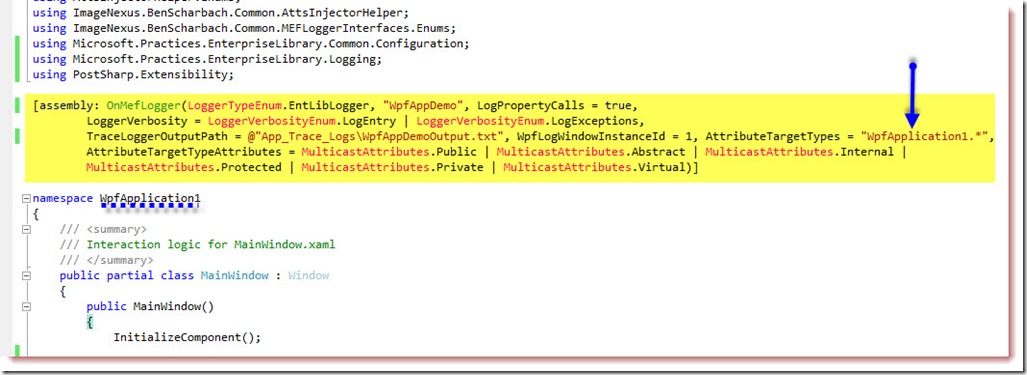 using ImageNexus.BenScharbach.Common.AttsInjectorHelper;
using ImageNexus.BenScharbach.Common.MEFLoggerInterfaces.Enums;
using Microsoft.Practices.EnterpriseLibrary.Common.Configuration;
using Microsoft.Practices.EnterpriseLibrary.Logging;
using PostSharp.Extensibility;
[assembly: OnMefLogger(LoggerTypeEnum.EntLibLogger, "WpfAppDemo", LogPropertyCalls = true,
LoggerVerbosity = LoggerVerbosityEnum.LogEntry | LoggerVerbosityEnum.LogExceptions,
TraceLoggerOutputPath = @"App_Trace_Logs\WpfAppDemoOutput.txt", WpfLogWindowInstanceId = 1, AttributeTargetTypes = "WpfApplication1.*",
AttributeTargetTypeAttributes = MulticastAttributes.Public | MulticastAttributes.Abstract | MulticastAttributes.Internal |
MulticastAttributes.Protected | MulticastAttributes.Private | MulticastAttributes.Virtual)]
namespace WpfApplication1
{
/// <summary>
/// Interaction logic for MainWindow.xaml
/// </summary>
public partial class MainWindow : Window
{
public MainWindow()
{
InitializeComponent();